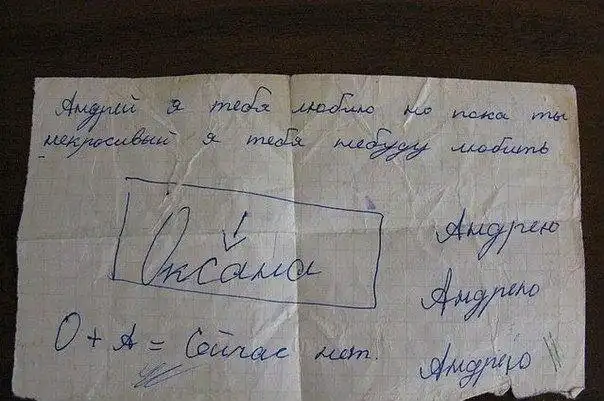 Андрей я тебя люблю но пока ты
некрасивый я тебя небуду любить
Оксана
Андрею
Андрею
О + А = Сейчас нет.
Андрею